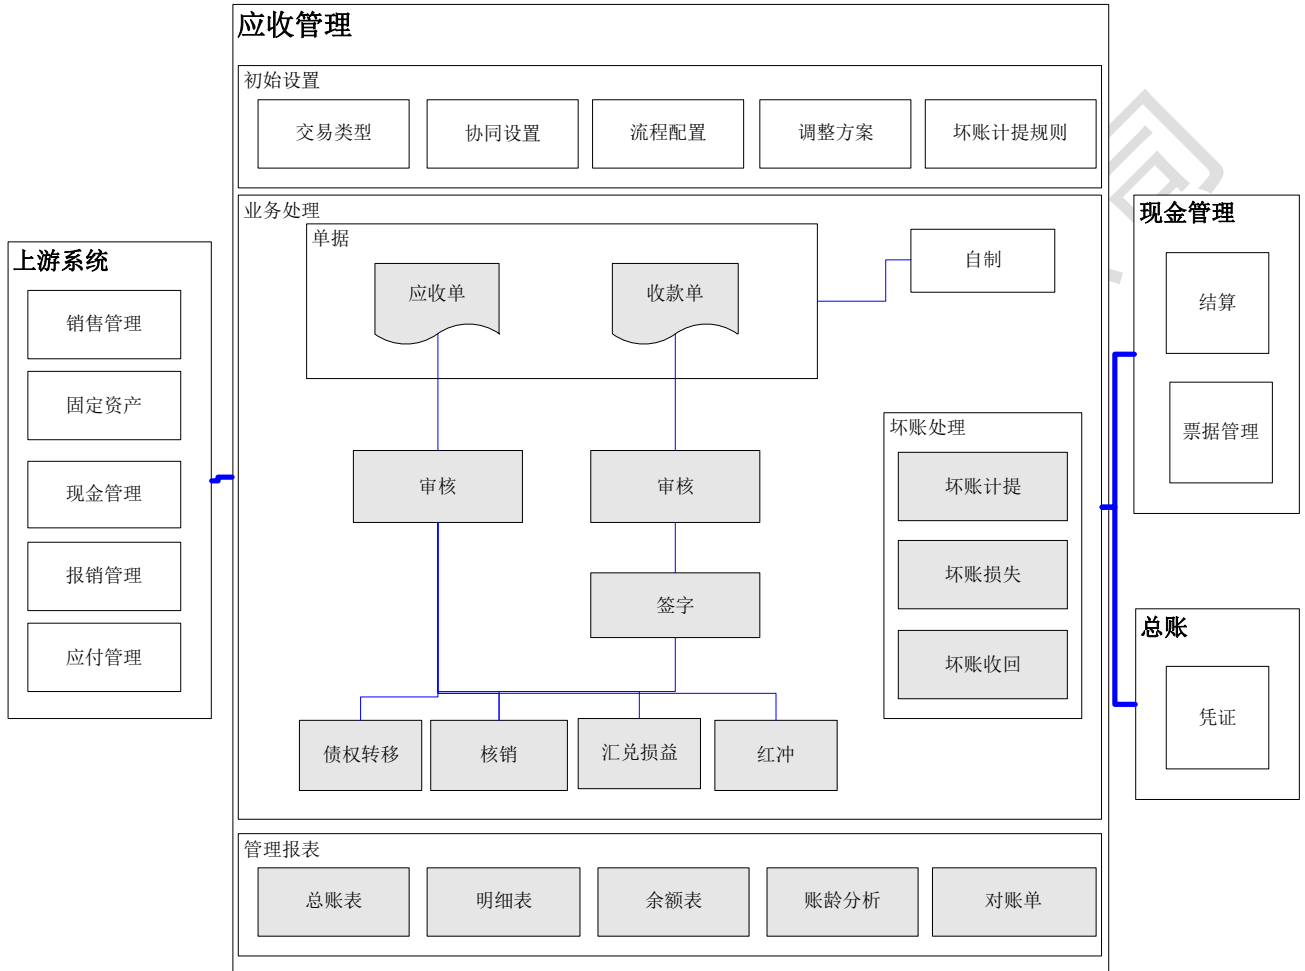 应收管理
初始设置
交易类型
协同设置
流程配置
调整方案
坏账计提规则
上游系统
销售管理
固定资产
现金管理
报销管理
应付管理
业务处理
单据
应收单
收款单
自制
审核
审核
签字
债权转移
核销
汇兑损益
红冲
坏账处理
坏账计提
坏账损失
坏账收回
管理报表
总账表
明细表
余额表
账龄分析
对账单
现金管理
结算
票据管理
总账
凭证